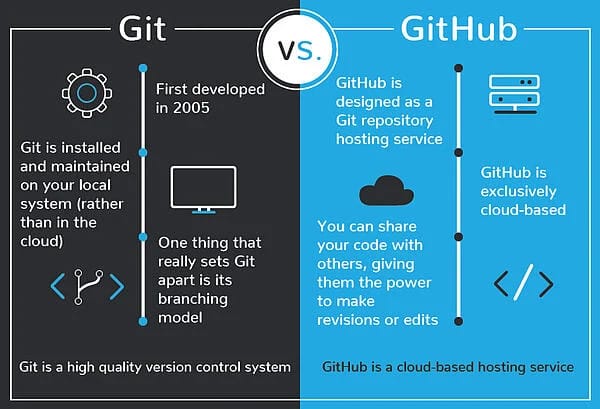 Git
vs.
GitHub
First developed
in 2005
Git is installed
and maintained
on your local
system (rather
than in the
cloud)
One thing that
really sets Git
apart is its
branching
model
Git is a high quality version control system
GitHub is
designed as a
Git repository
hosting service
GitHub is
exclusively
cloud-based
You can share
your code with
others, giving
them the power
to make
revisions or edits
GitHub is a cloud-based hosting service